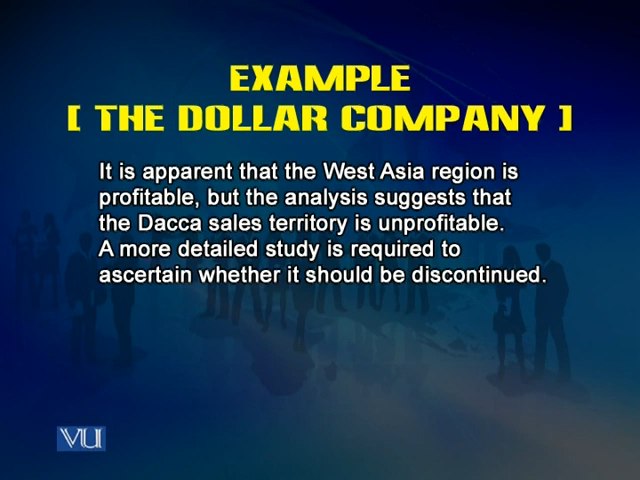 EXAMPLE
[ THE DOLLAR COMPANY ]
It is apparent that the West Asia region is
profitable, but the analysis suggests that
the Dacca sales territory is unprofitable.
A more detailed study is required to
ascertain whether it should be discontinued.
VU